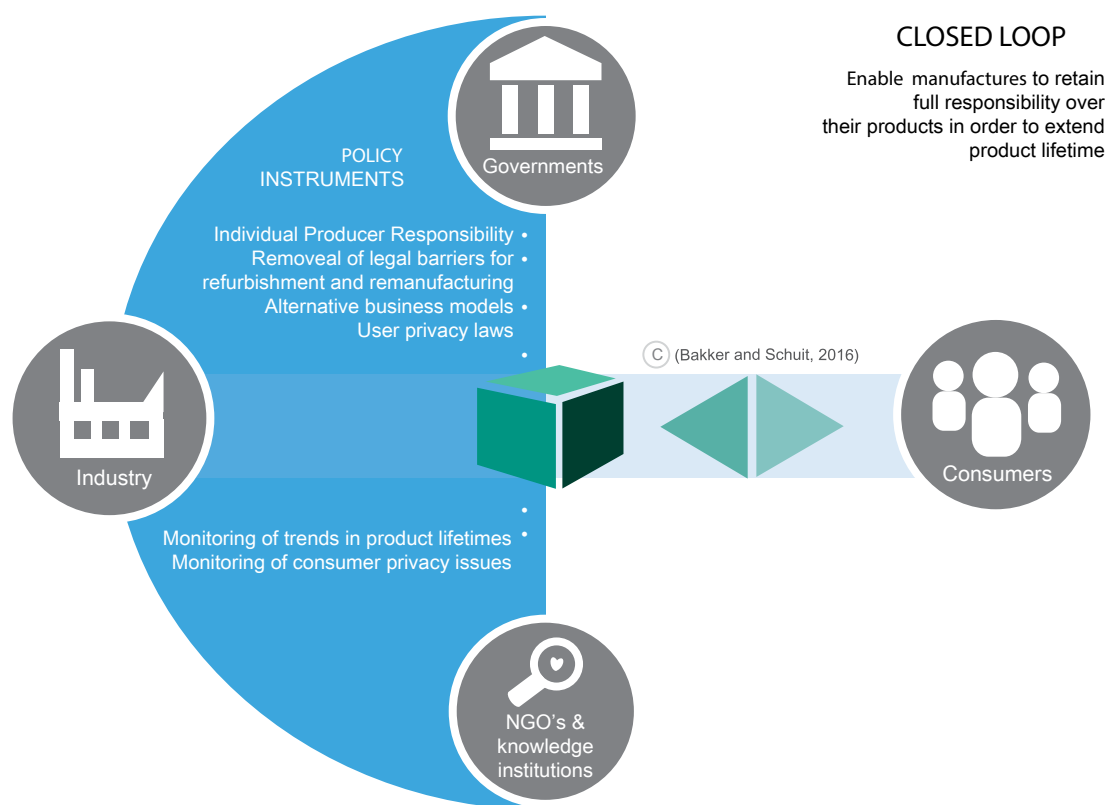 CLOSED LOOP
Enable manufactures to retain
full responsibility over
their products in order to extend
product lifetime
Governments
POLICY
INSTRUMENTS
Individual Producer Responsibility •
Removeal of legal barriers for •
refurbishment and remanufacturing
Alternative business models •
User privacy laws
•
C (Bakker and Schuit, 2016)
Industry
Consumers
•
Monitoring of trends in product lifetimes •
Monitoring of consumer privacy issues
NGO's &
knowledge
institutions